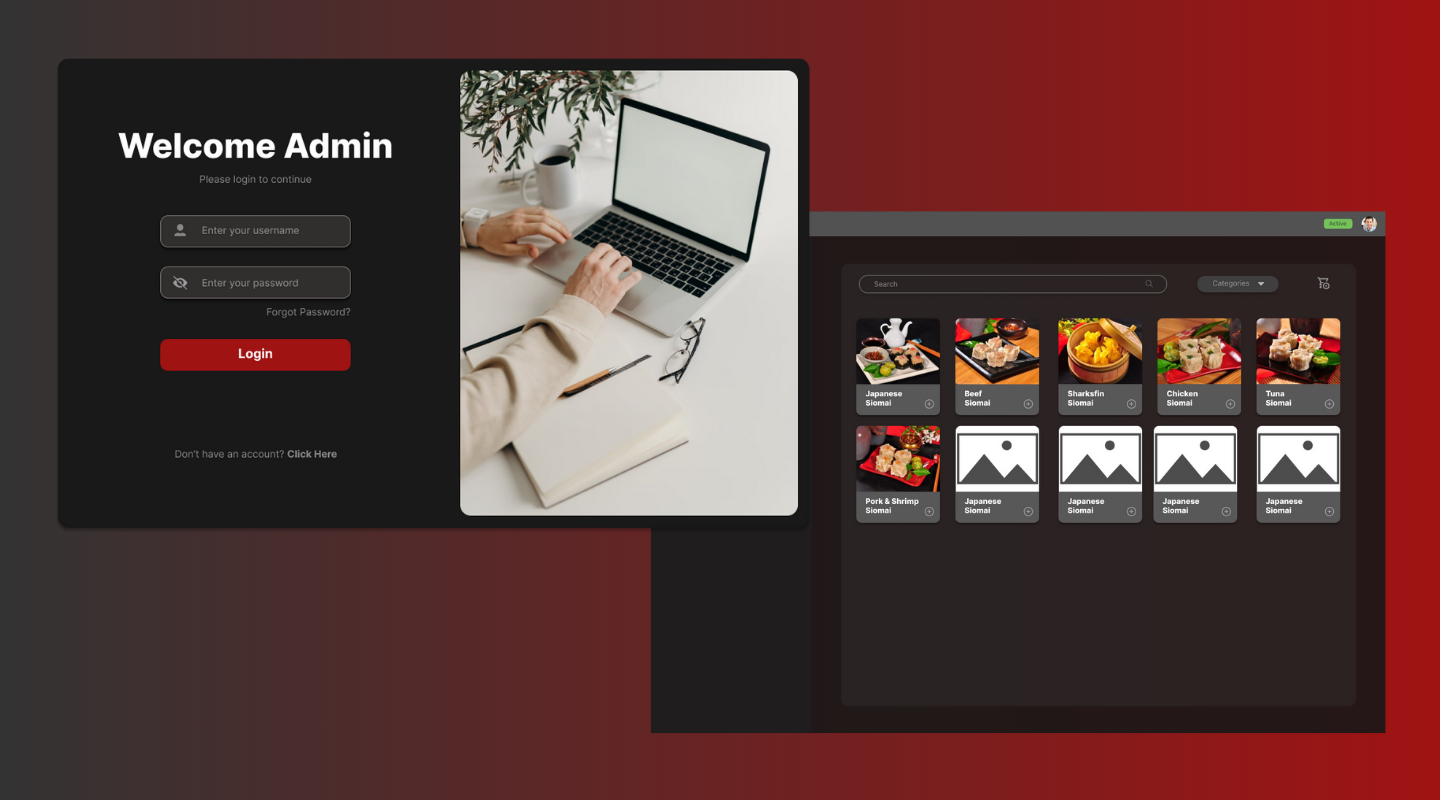 Welcome Admin
Please login to continue
Enter your username
Enter your password
Forgot Password?
Login
Don't have an account? Click Here
Active
Search
Categories
Japanese
Siomai
Beef
Siomai
Sharksfin
Siomai
Chicken
Siomai
Tuna
Siomai
Pork & Shrimp
Siomai
Japanese
Siomai
Japanese
Siomai
Japanese
Siomai
Japanese
Siomai